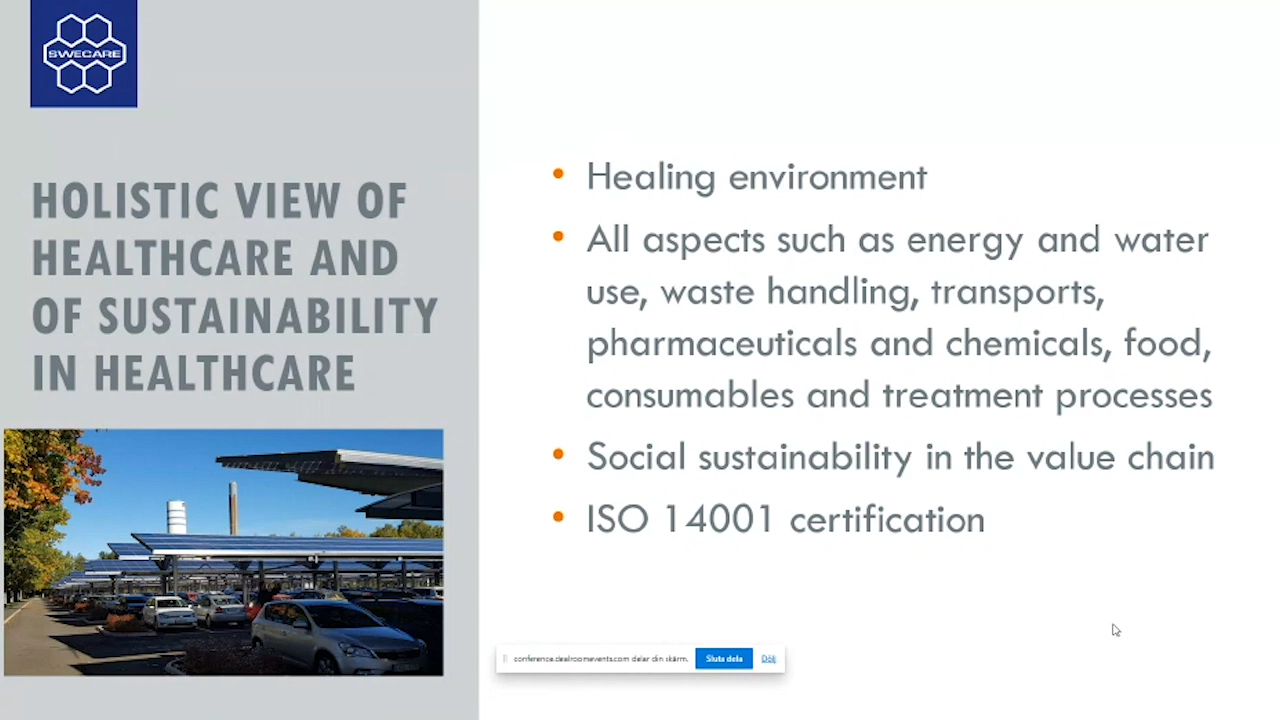 SWECARE
HOLISTIC VIEW OF
HEALTHCARE AND
OF SUSTAINABILITY
IN HEALTHCARE
• Healing environment
• All aspects such as energy and water
use, waste handling, transports,
pharmaceuticals and chemicals, food,
consumables and treatment processes
• Social sustainability in the value chain
• ISO 14001 certification
conference.dealroomevents.com delar din skärm. Sluta dela Dölj